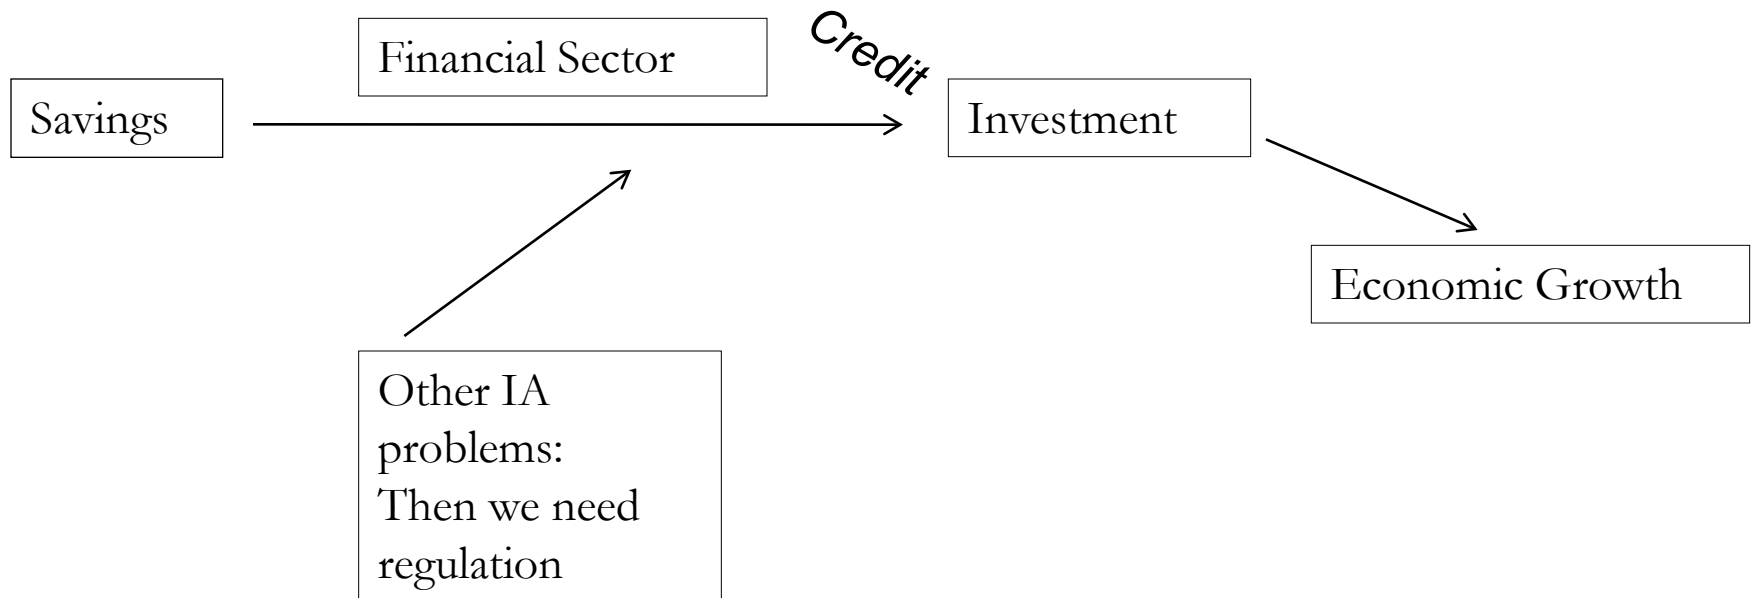 Financial Sector
Credit
Savings
Investment
Economic Growth
Other IA
problems:
Then we need
regulation